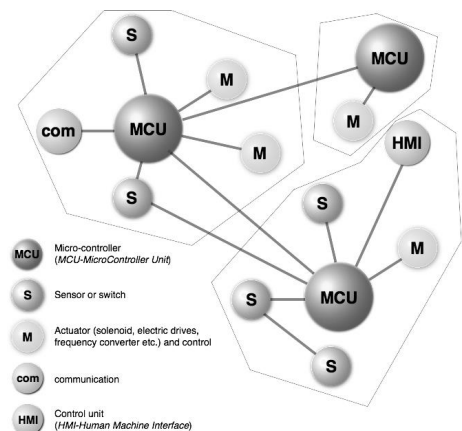 S
M
MCU
com
MCU
M
M
HMI
S
S
M
S
MCU
S
MCU
Micro-controller
(MCU-MicroController Unit)
S
Sensor or switch
M
Actuator (solenoid, electric drives,
frequency converter etc.) and control
com
communication
HMI
Control unit
(HMI-Human Machine Interface)